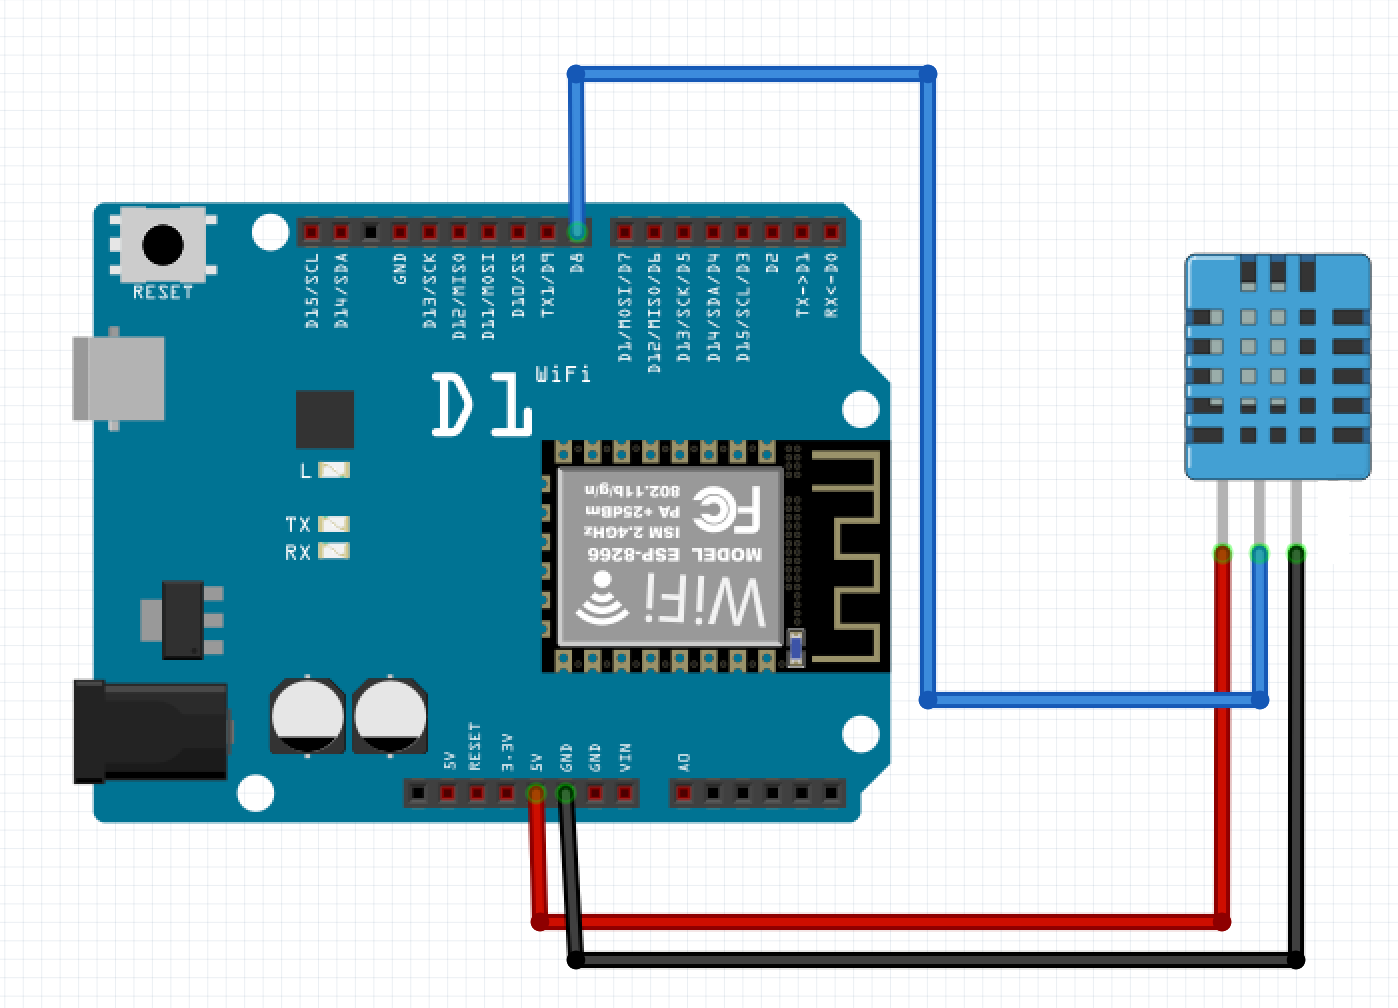 RESET
D15/SCL
D14/SDA
GND
D13/SCK
D12/MISO
D11/MOSI
D10/SS
TX1/D9
D8
D1/MOSI/D7
D12/MISO/D6
D13/SCK/D5
D14/SDA/D4
D15/SCL/D3
D2
TX->D1
RX<-D0
D1 WiFi
L
TX
RX
WiFi
MODEL ESP-8266
ISM 2.4GHz
PA +25dBm
802.11b/g/n
FC
5V
RESET
3.3V
5V
GND
GND
VIN
A0